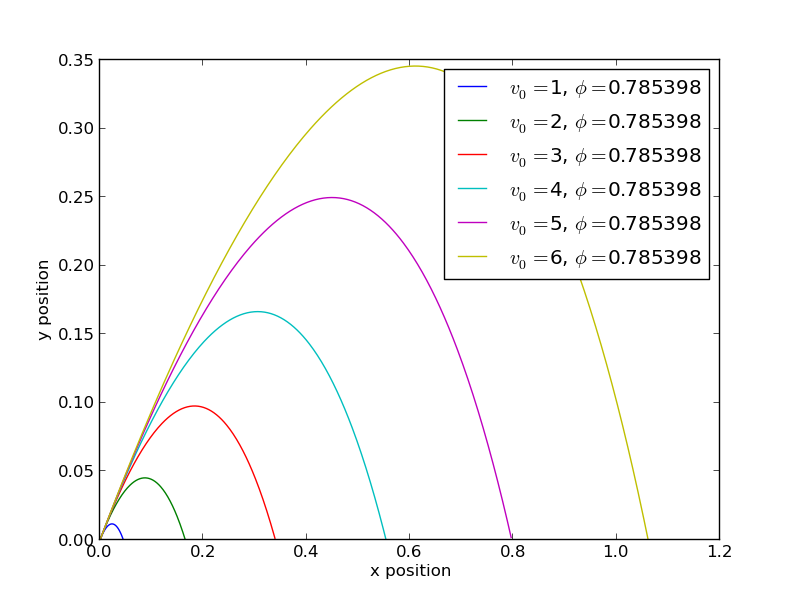 0.35
0.30
0.25
0.20
0.15
0.10
0.05
0.00
y position
v₀ =1, ϕ =0.785398
v₀ =2, ϕ =0.785398
v₀ =3, ϕ =0.785398
v₀ =4, ϕ =0.785398
v₀ =5, ϕ =0.785398
v₀ =6, ϕ =0.785398
0.0 0.2 0.4 0.6 0.8 1.0 1.2
x position